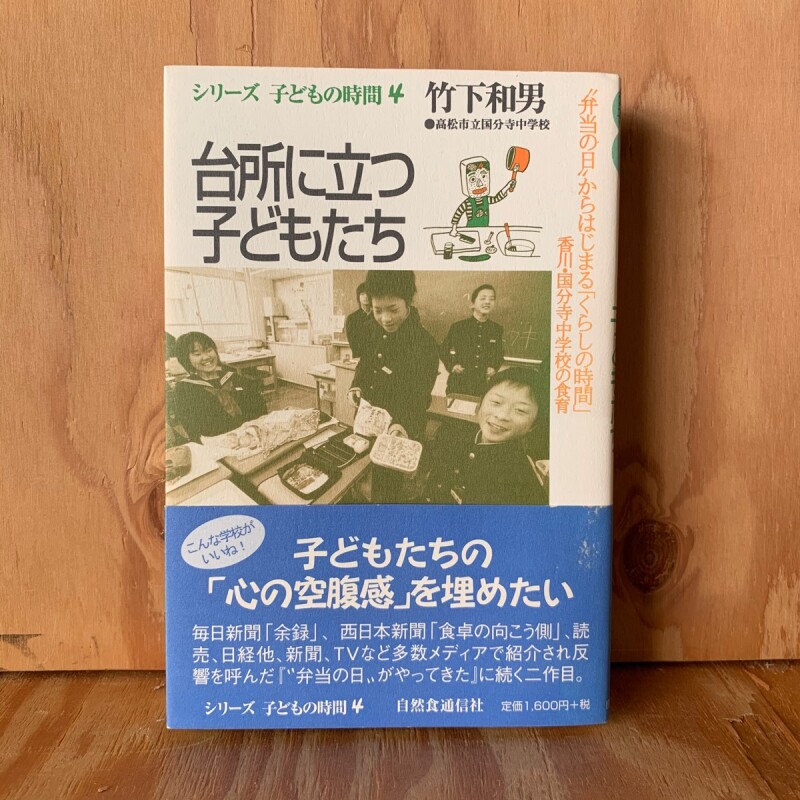 シリーズ 子どもの時間 4
竹下和男
●高松市立国分寺中学校
台所に立つ
子どもたち
〝弁当の日〟からはじまる「くらしの時間」
香川・国分寺中学校の食育
こんな学校が
いいね!
子どもたちの
「心の空腹感」を埋めたい
毎日新聞「余録」、西日本新聞「食卓の向こう側」、読
売、日経他、新聞、TVなど多数メディアで紹介され反
響を呼んだ『〝弁当の日〟がやってきた』に続く二作目。
シリーズ 子どもの時間 4
自然食通信社
定価1,600円+税